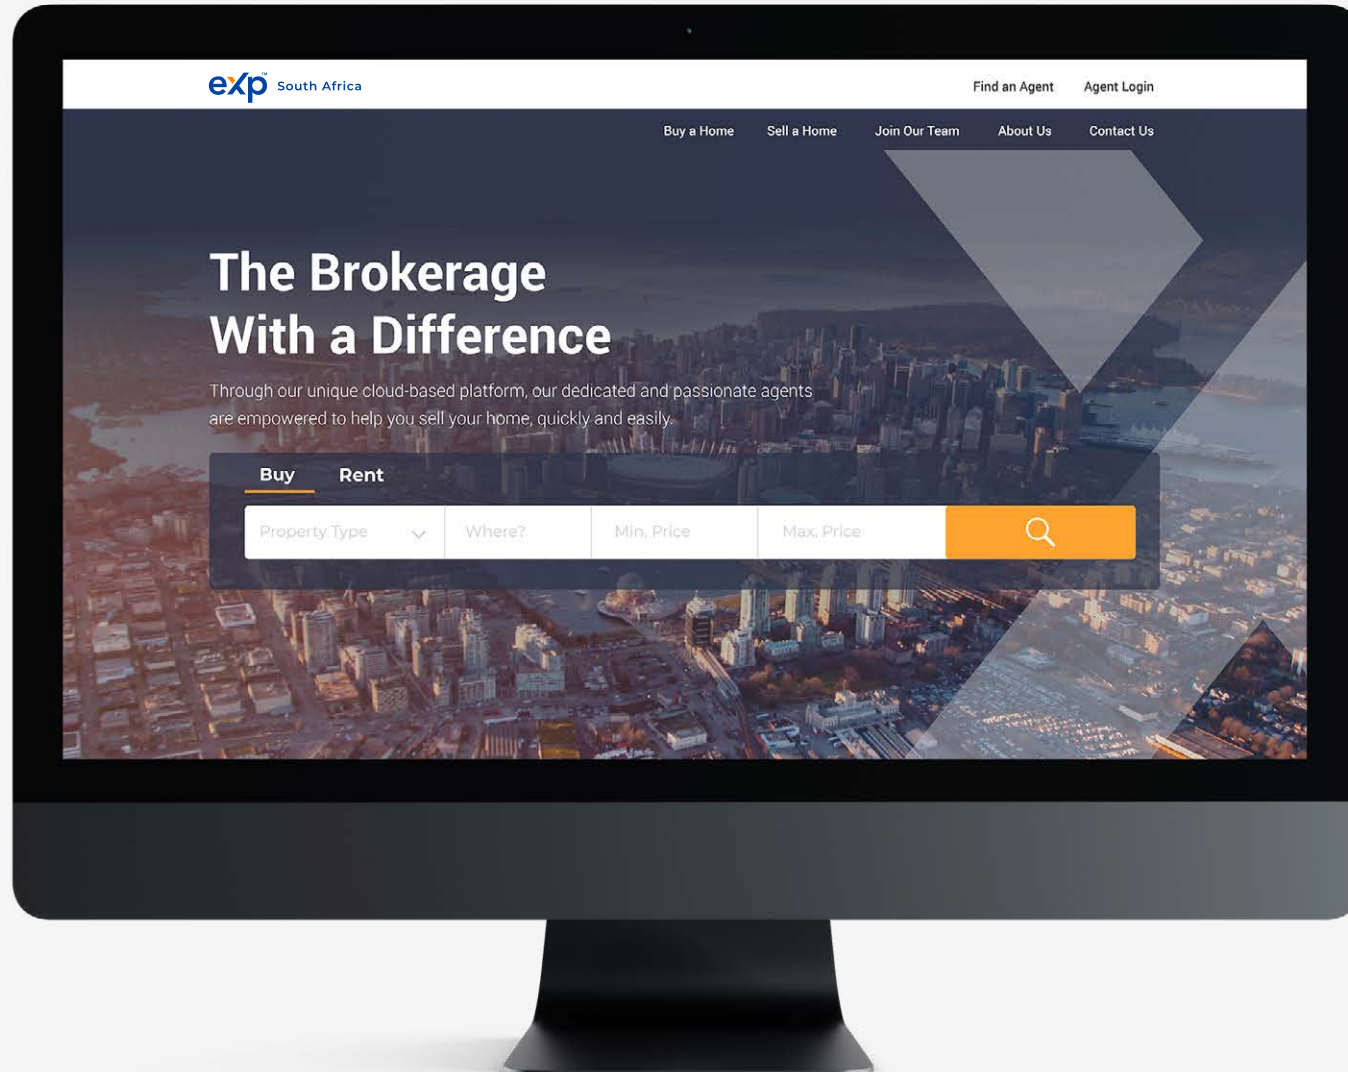 eXp™ South Africa
Find an Agent Agent Login
Buy a Home Sell a Home Join Our Team About Us Contact Us
The Brokerage
With a Difference
Through our unique cloud-based platform, our dedicated and passionate agents
are empowered to help you sell your home, quickly and easily.
Buy Rent
Property Type Where? Min. Price Max. Price